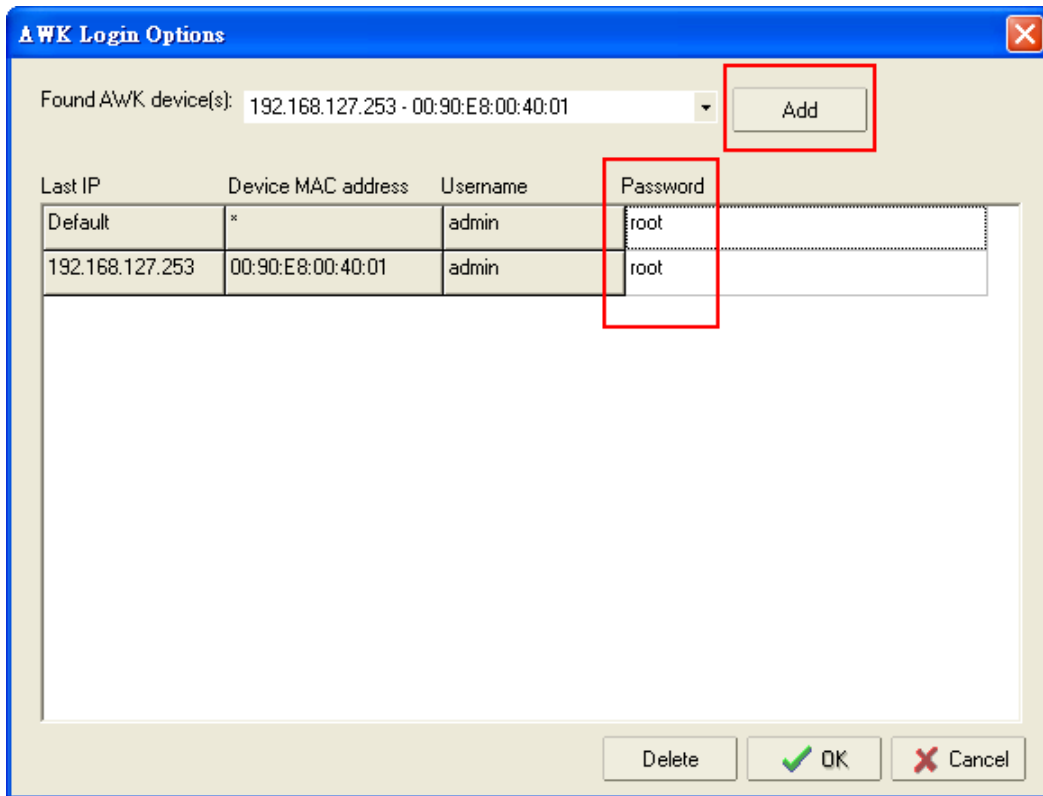 AWK Login Options
Found AWK device(s): 192.168.127.253 - 00:90:E8:00:40:01 Add
Last IP Device MAC address Username Password
Default * admin root
192.168.127.253 00:90:E8:00:40:01 admin root
Delete OK Cancel